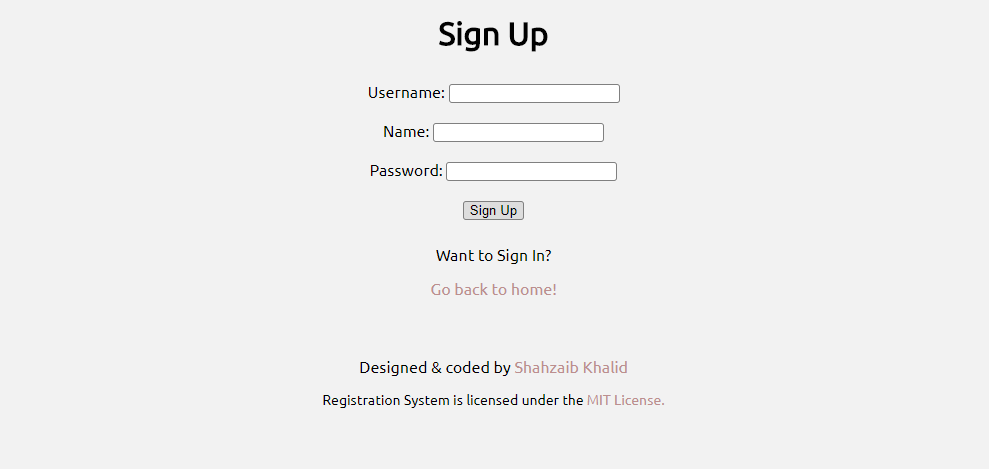 Sign Up
Username:
Name:
Password:
Sign Up
Want to Sign In?
Go back to home!
Designed & coded by Shahzaib Khalid
Registration System is licensed under the MIT License.